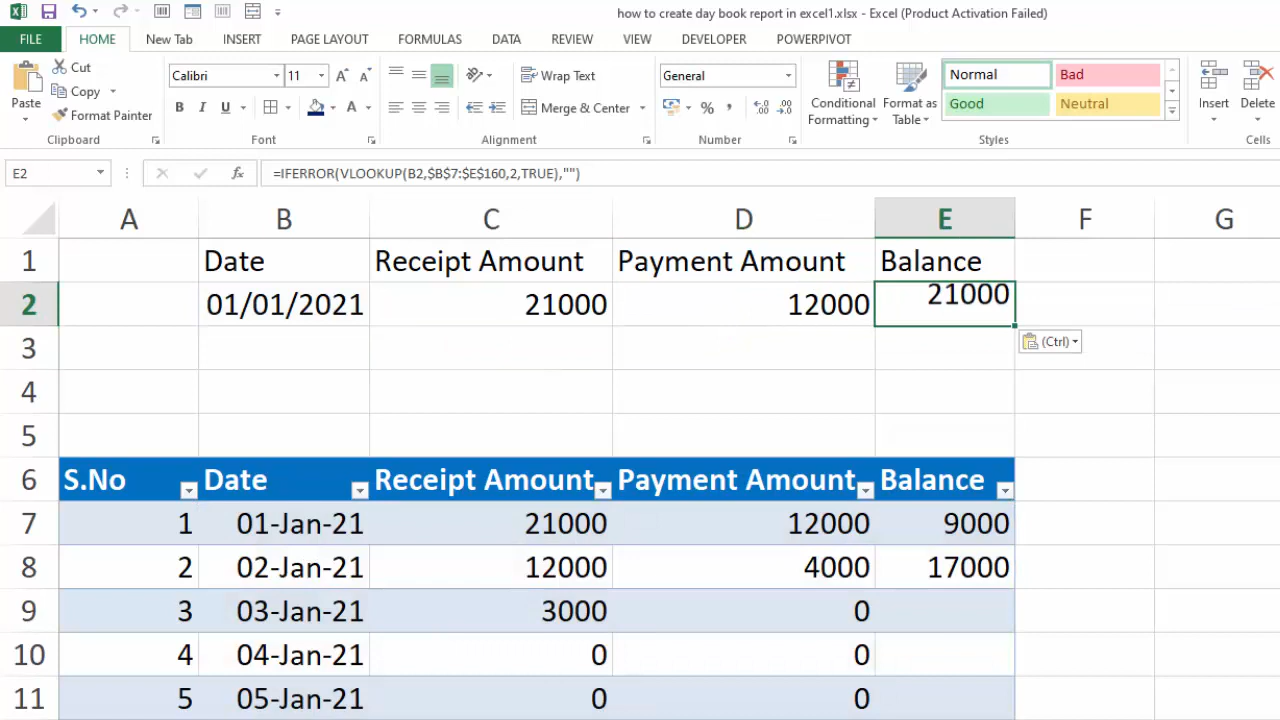 how to create day book report in excel1.xlsx - Excel (Product Activation Failed)
FILE HOME New Tab INSERT PAGE LAYOUT FORMULAS DATA REVIEW VIEW DEVELOPER POWERPIVOT
Paste Cut Copy Format Painter
Clipboard
Calibri 11
B I U A
Font
Wrap Text
Merge & Center
Alignment
General
%
Number
Conditional Formatting
Format as Table
Normal Bad
Good Neutral
Styles
Insert Delete
Cells
E2 fx =IFERROR(VLOOKUP(B2,$B$7:$E$160,2,TRUE),"")
A B C D E F G
1 Date Receipt Amount Payment Amount Balance
2 01/01/2021 21000 12000 21000
3 (Ctrl)
4
5
6 S.No Date Receipt Amount Payment Amount Balance
7 1 01-Jan-21 21000 12000 9000
8 2 02-Jan-21 12000 4000 17000
9 3 03-Jan-21 3000 0
10 4 04-Jan-21 0 0
11 5 05-Jan-21 0 0